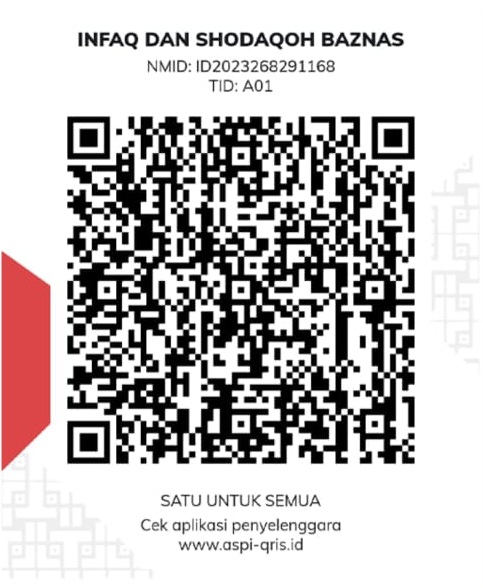 INFAQ DAN SHODAQOH BAZNAS
NMID: ID2023268291168
TID: A01
SATU UNTUK SEMUA
Cek aplikasi penyelenggara
www.aspi-qris.id